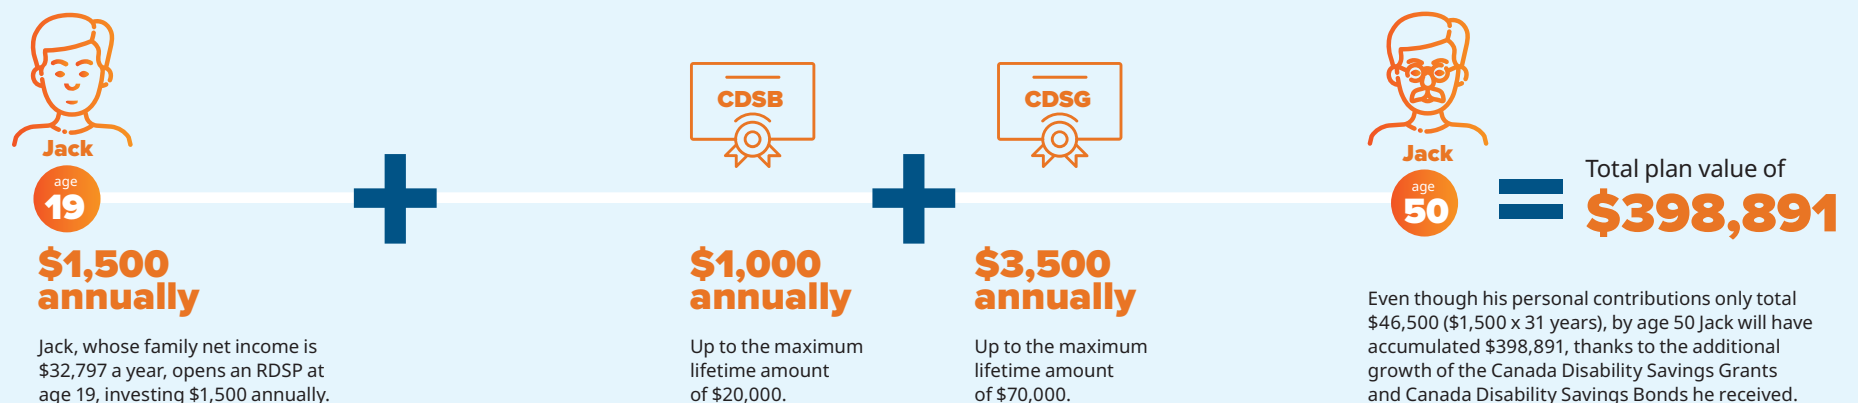 Jack
age
19
$1,500
annually
Jack, whose family net income is
$32,797 a year, opens an RDSP at
age 19, investing $1,500 annually.
CDSB
$1,000
annually
Up to the maximum
lifetime amount
of $20,000.
CDSG
$3,500
annually
Up to the maximum
lifetime amount
of $70,000.
Jack
age
50
Total plan value of
$398,891
Even though his personal contributions only total
$46,500 ($1,500 x 31 years), by age 50 Jack will have
accumulated $398,891, thanks to the additional
growth of the Canada Disability Savings Grants
and Canada Disability Savings Bonds he received.